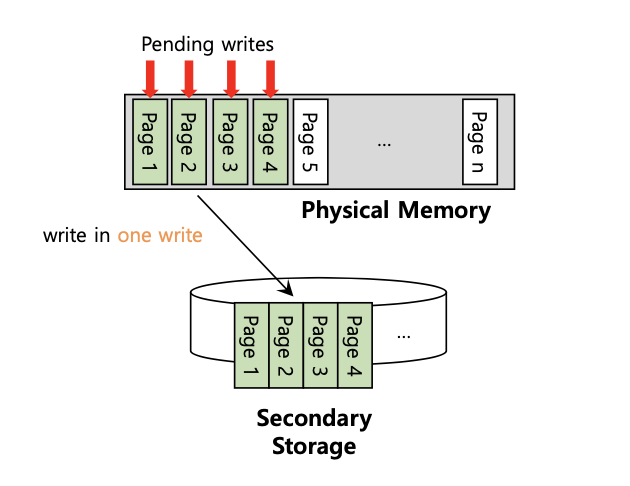 Pending writes
Page 1
Page 2
Page 3
Page 4
Page 5
...
Page n
Physical Memory
write in one write
Page 1
Page 2
Page 3
Page 4
...
Secondary
Storage